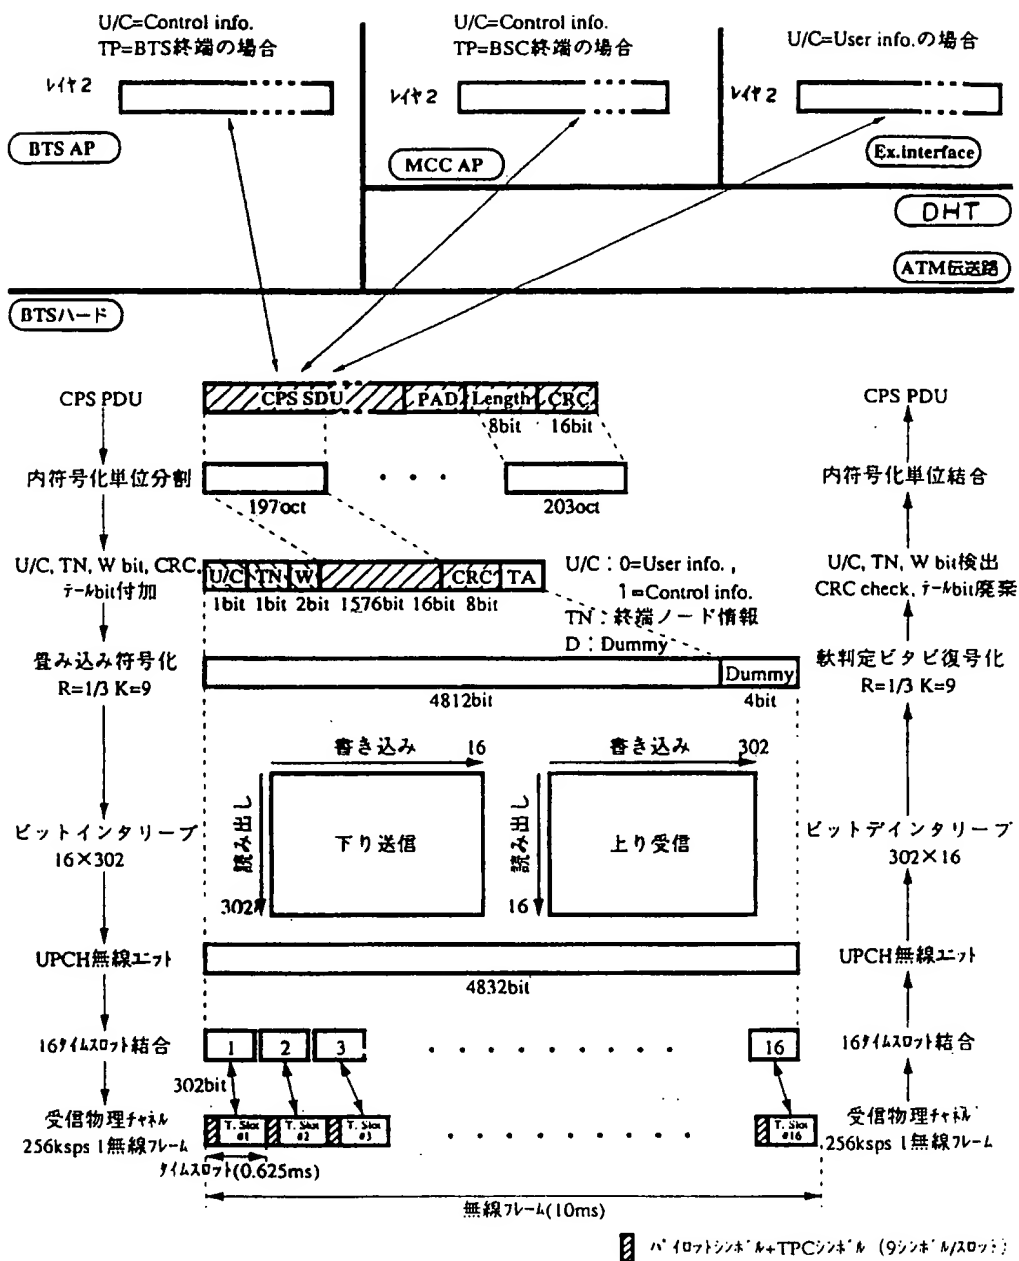 U/C=Control info.
TP=BTS終端の場合
U/C=Control info.
TP=BSC終端の場合
U/C=User info.の場合
レイヤ2
レイヤ2
レイヤ2
BTS AP
MCC AP
Ex.interface
DHT
ATM伝送路
BTSハード
CPS PDU
CPS SDU
PAD
Length
CRC
CPS PDU
8bit
16bit
内符号化単位分割
197oct
203oct
内符号化単位結合
U/C, TN, W bit, CRC,
テールbit付加
U/C
TN
W
CRC
TA
1bit
1bit
2bit
1576bit
16bit
8bit
U/C : 0=User info. ,
1=Control info.
TN : 終端ノード情報
D : Dummy
U/C, TN, W bit検出
CRC check, テールbit廃棄
畳み込み符号化
R=1/3 K=9
Dummy
4812bit
4bit
軟判定ビタビ復号化
R=1/3 K=9
書き込み
16
書き込み
302
読み出し
下り送信
302
読み出し
上り受信
16
ビットインタリーブ
16×302
ビットデインタリーブ
302×16
UPCH無線ユニット
4832bit
UPCH無線ユニット
16タイムスロット結合
1
2
3
16
16タイムスロット結合
302bit
受信物理チャネル
256ksps 1無線フレーム
T. Slot
#1
T. Slot
#2
T. Slot
#3
T. Slot
#16
受信物理チャネル
256ksps 1無線フレーム
タイムスロット(0.625ms)
無線フレーム(10ms)
パイロットシンボル+TPCシンボル (9シンボル/スロット)